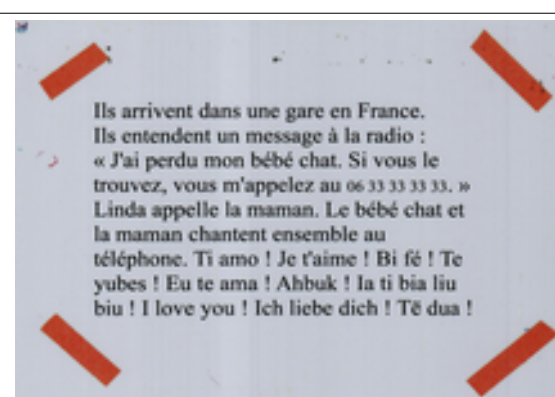 Ils arrivent dans une gare en France.
Ils entendent un message à la radio :
« J'ai perdu mon bébé chat. Si vous le
trouvez, vous m'appelez au 06 33 33 33 33. »
Linda appelle la maman. Le bébé chat et
la maman chantent ensemble au
téléphone. Ti amo ! Je t'aime ! Bi fé ! Te
yubes ! Eu te ama ! Ahbuk ! Ia ti bia liu
biu ! I love you ! Ich liebe dich ! Të dua !